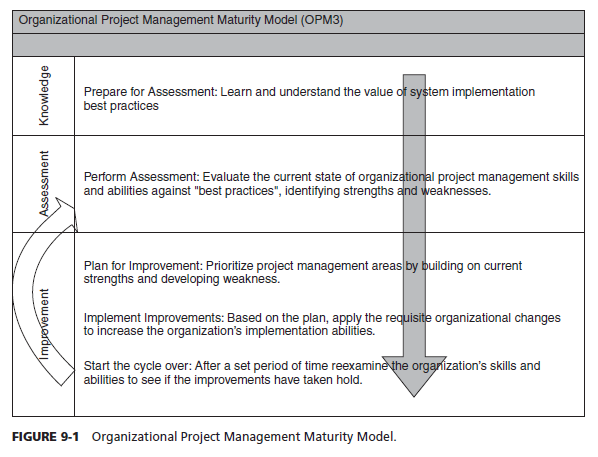 Organizational Project Management Maturity Model (OPM3)
Knowledge
Prepare for Assessment: Learn and understand the value of system implementation
best practices
Assessment
Perform Assessment: Evaluate the current state of organizational project management skills
and abilities against "best practices", identifying strengths and weaknesses.
Improvement
Plan for Improvement: Prioritize project management areas by building on current
strengths and developing weakness.
Implement Improvements: Based on the plan, apply the requisite organizational changes
to increase the organization's implementation abilities.
Start the cycle over: After a set period of time reexamine the organization's skills and
abilities to see if the improvements have taken hold.
FIGURE 9-1 Organizational Project Management Maturity Model.